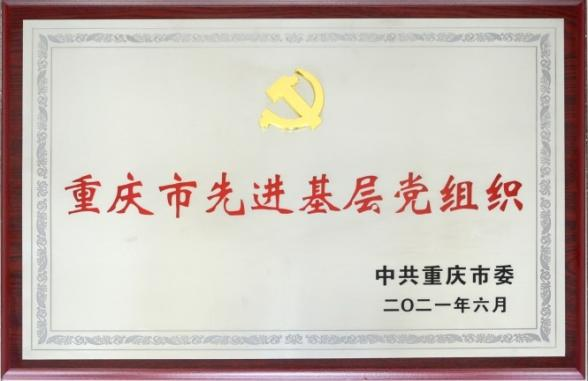 重庆市先进基层党组织
中共重庆市委
二〇二一年六月